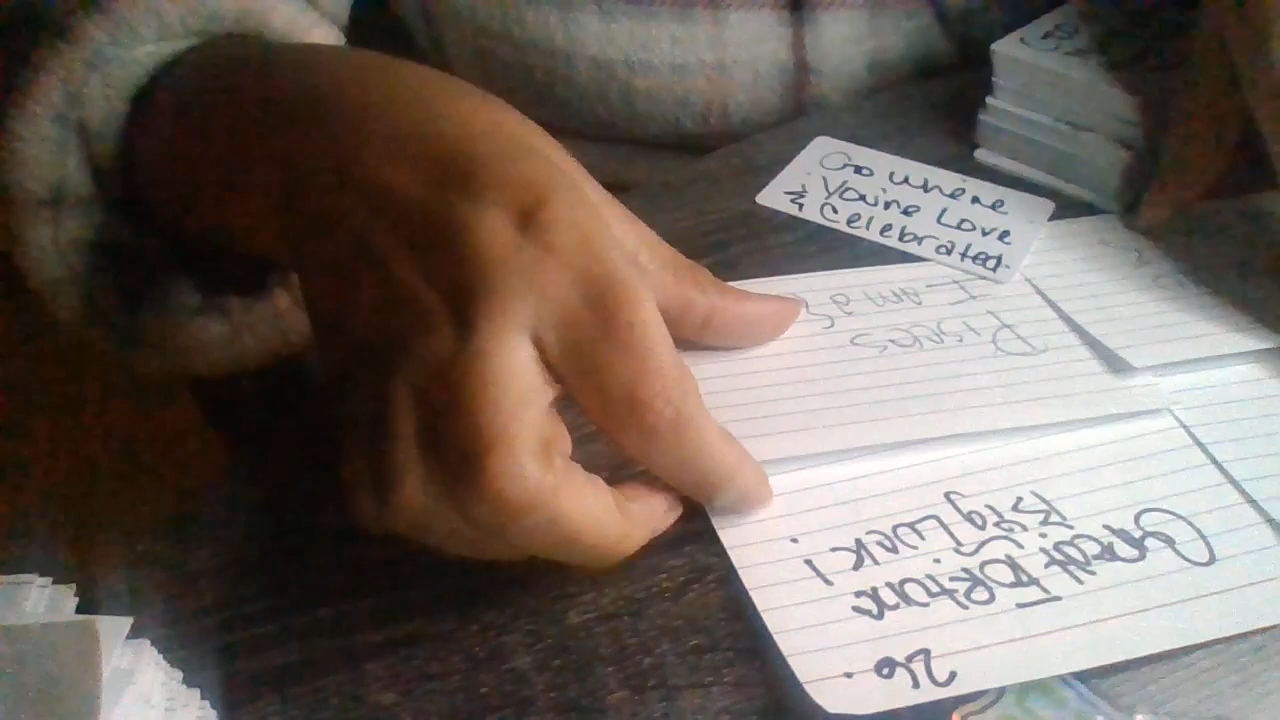 Go where
You're Love
& Celebrated.
I am a
Pisces
26.
Great Fortune
Big Luck!